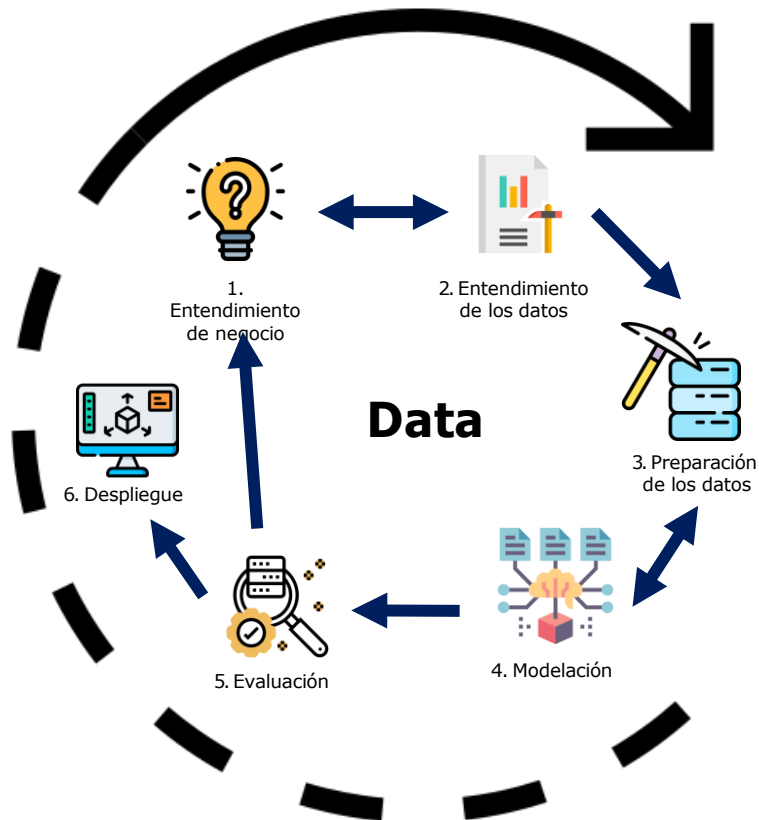 1.
Entendimiento
de negocio
2. Entendimiento
de los datos
Data
3. Preparación
de los datos
6. Despliegue
5. Evaluación
4. Modelación